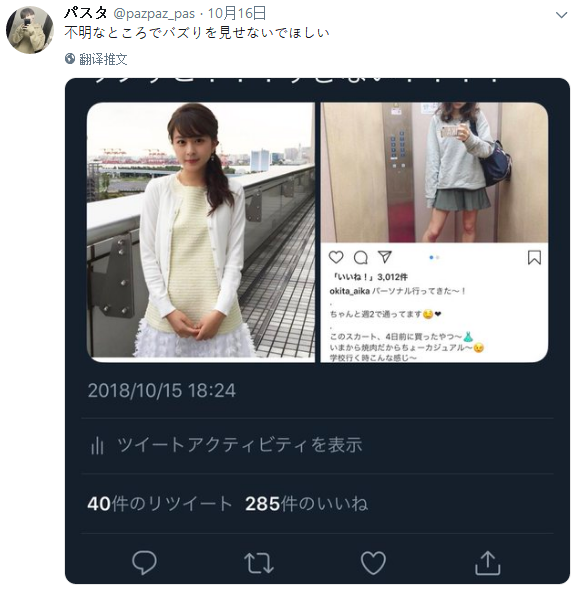 パスタ @pazpaz_pas · 10月16日
不明なところでバズりを見せないでほしい
翻译推文
「いいね！」3,012件
okita_aika パーソナル行ってきた〜！
.
ちゃんと週2で通ってます😉❤
.
このスカート、4日前に買ったやつ〜👗
いまから焼肉だからちょーカジュアル〜😉
学校行く時こんな感じ〜
2018/10/15 18:24
ツイートアクティビティを表示
40件のリツイート 285件のいいね